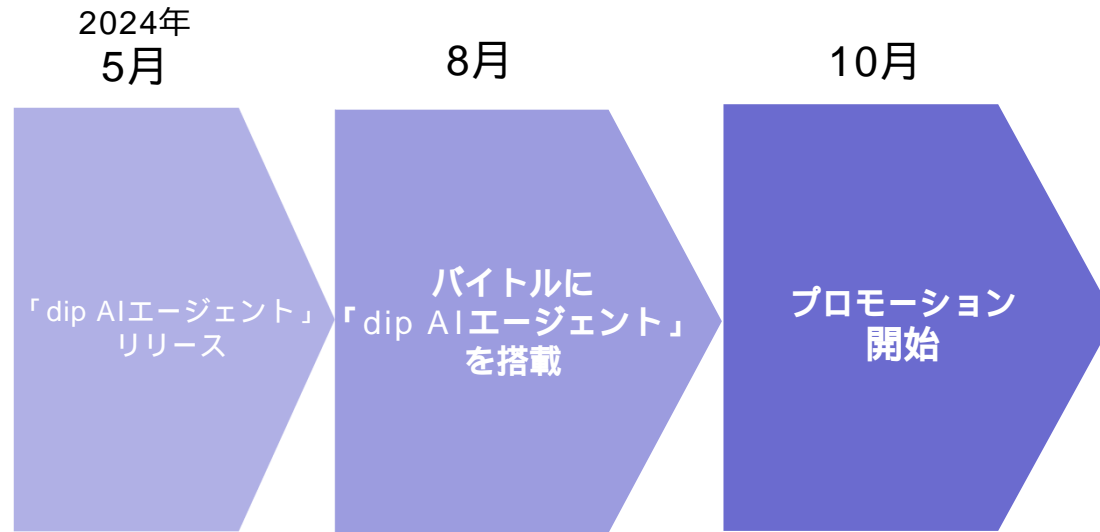 2024年
5月
8月
10月
「dip AIエージェント」
リリース
バイトルに
「dip AIエージェント」
を搭載
プロモーション
開始